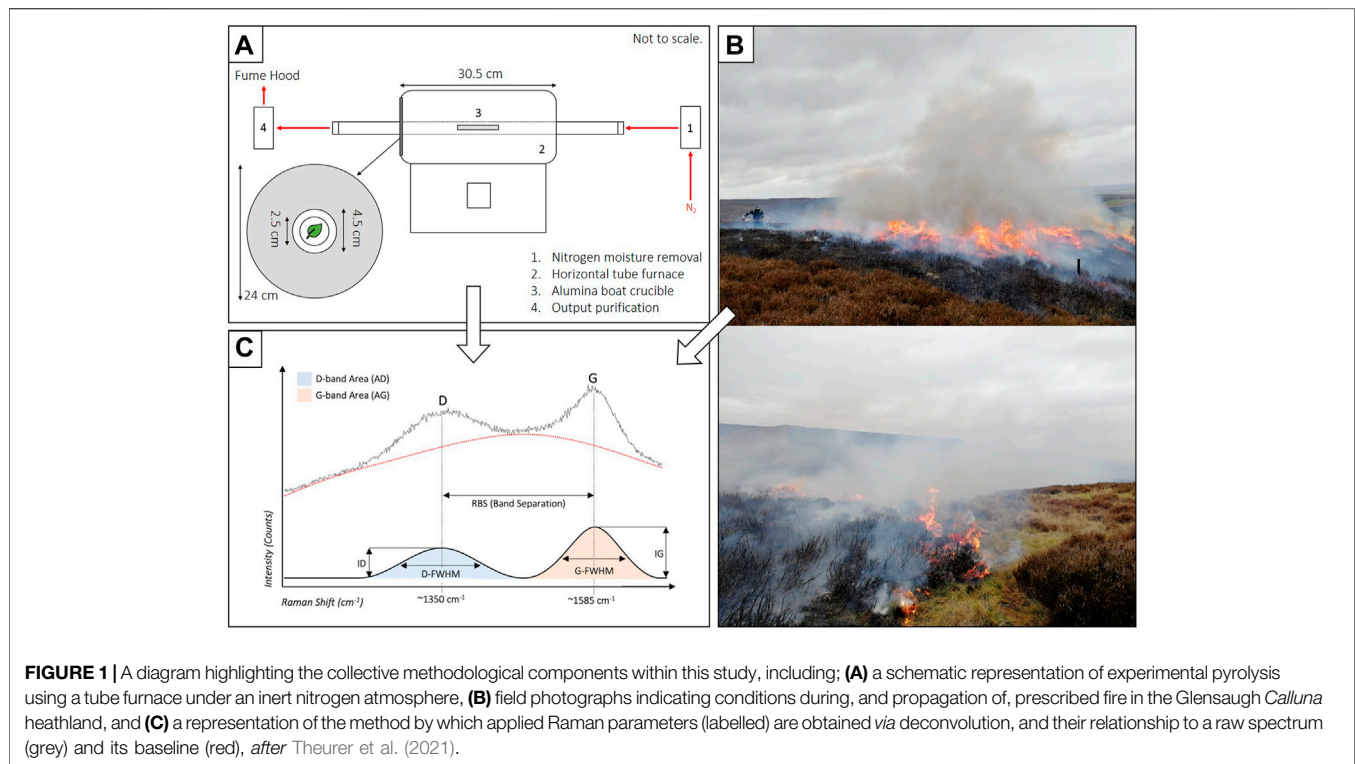 A
Not to scale.
Fume Hood
30.5 cm
3
4
1
2
N₂
2.5 cm
4.5 cm
24 cm
1. Nitrogen moisture removal
2. Horizontal tube furnace
3. Alumina boat crucible
4. Output purification
B
C
D-band Area (AD)
G-band Area (AG)
D
G
RBS (Band Separation)
Intensity (Counts)
ID
IG
D-FWHM
G-FWHM
Raman Shift (cm⁻¹)
~1350 cm⁻¹
~1585 cm⁻¹
FIGURE 1 | A diagram highlighting the collective methodological components within this study, including; (A) a schematic representation of experimental pyrolysis
using a tube furnace under an inert nitrogen atmosphere, (B) field photographs indicating conditions during, and propagation of, prescribed fire in the Glensaugh Calluna
heathland, and (C) a representation of the method by which applied Raman parameters (labelled) are obtained via deconvolution, and their relationship to a raw spectrum
(grey) and its baseline (red), after Theurer et al. (2021).